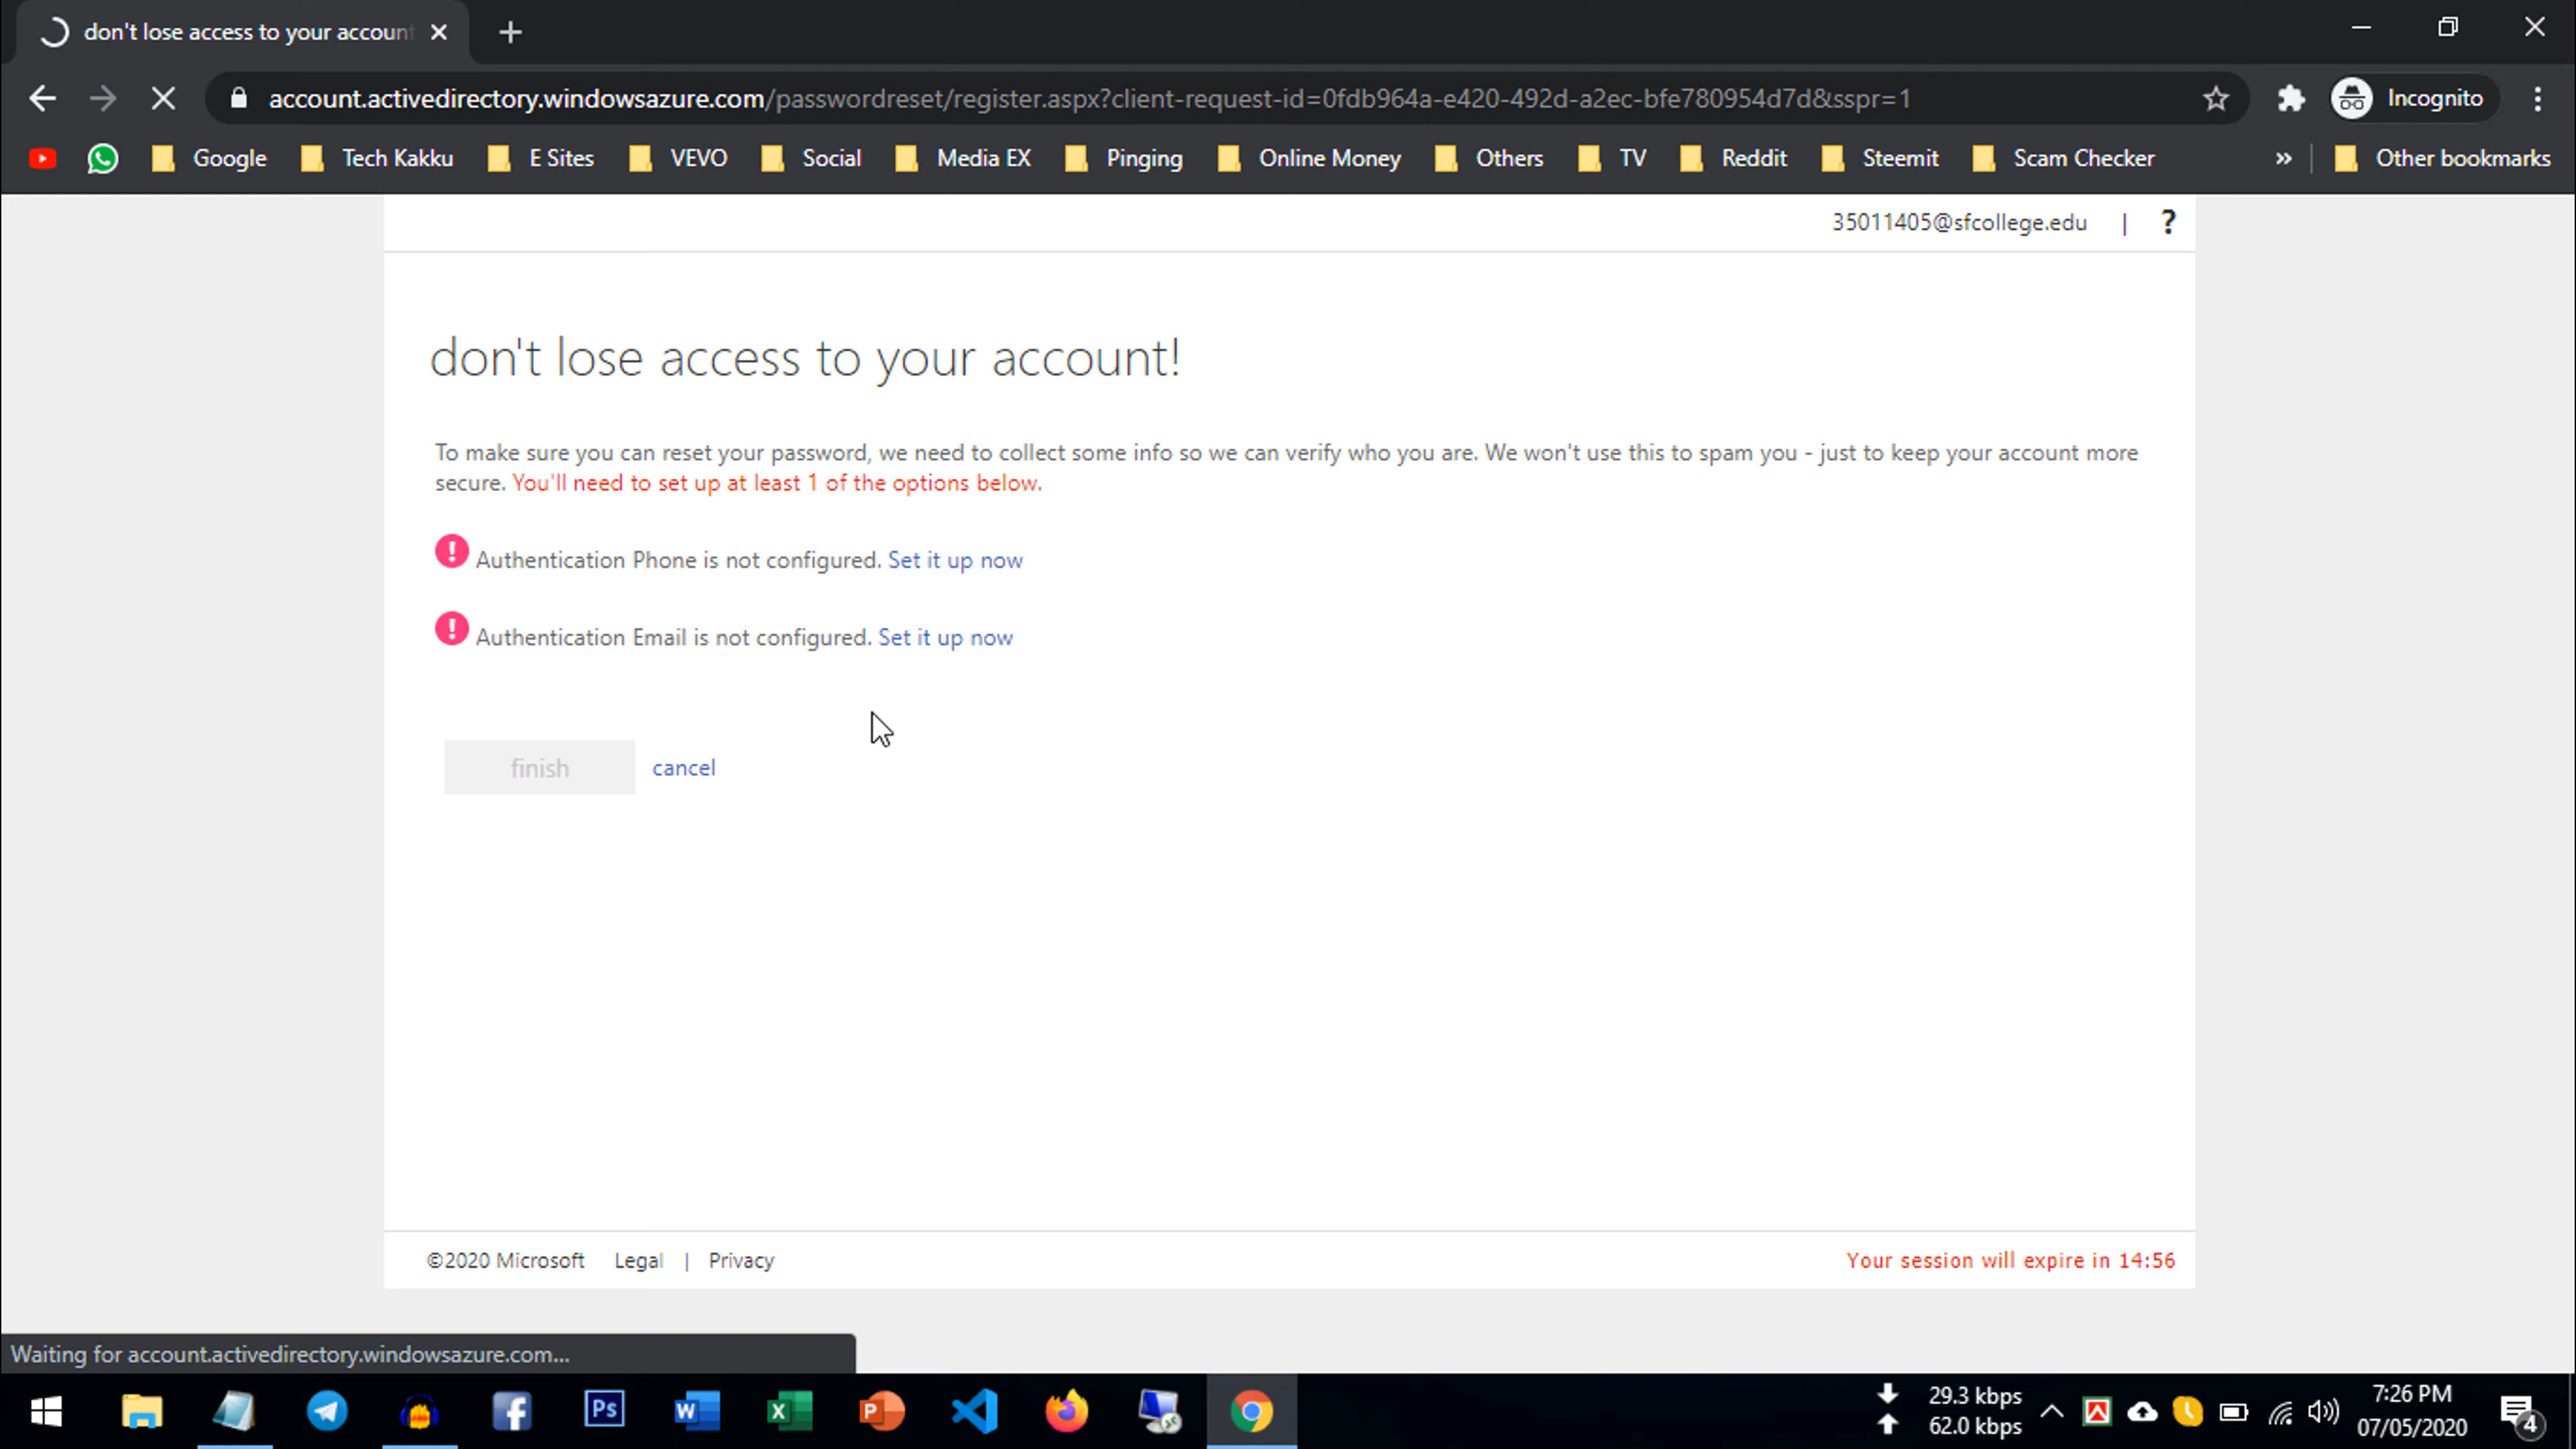 don't lose access to your accoun
account.activedirectory.windowsazure.com/passwordreset/register.aspx?client-request-id=0fdb964a-e420-492d-a2ec-bfe780954d7d&sspr=1
Incognito
Google
Tech Kakku
E Sites
VEVO
Social
Media EX
Pinging
Online Money
Others
TV
Reddit
Steemit
Scam Checker
»
Other bookmarks
35011405@sfcollege.edu | ?
don't lose access to your account!
To make sure you can reset your password, we need to collect some info so we can verify who you are. We won't use this to spam you - just to keep your account more
secure. You'll need to set up at least 1 of the options below.
! Authentication Phone is not configured. Set it up now
! Authentication Email is not configured. Set it up now
finish
cancel
©2020 Microsoft Legal | Privacy
Your session will expire in 14:56
Waiting for account.activedirectory.windowsazure.com...
Ps
W
X
P
29.3 kbps
62.0 kbps
7:26 PM
07/05/2020
4